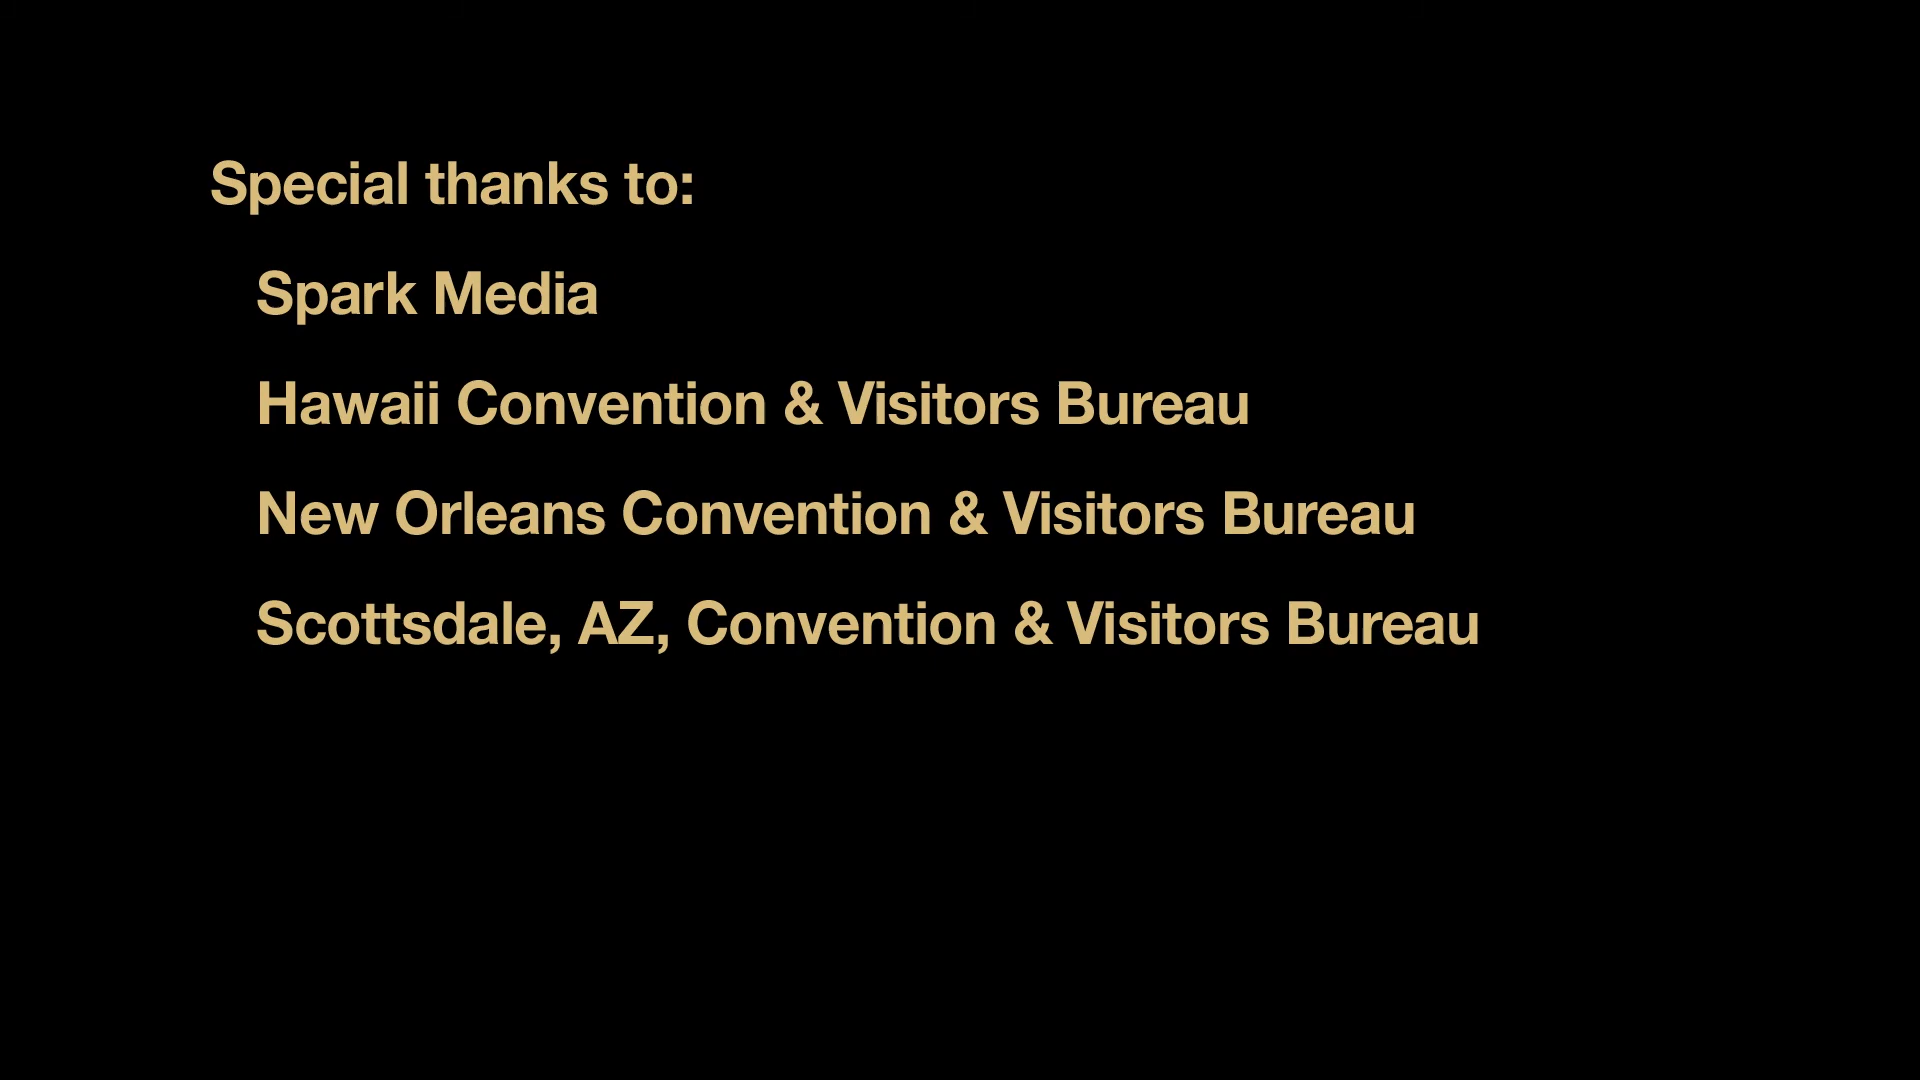 Special thanks to:
Spark Media
Hawaii Convention & Visitors Bureau
New Orleans Convention & Visitors Bureau
Scottsdale, AZ, Convention & Visitors Bureau